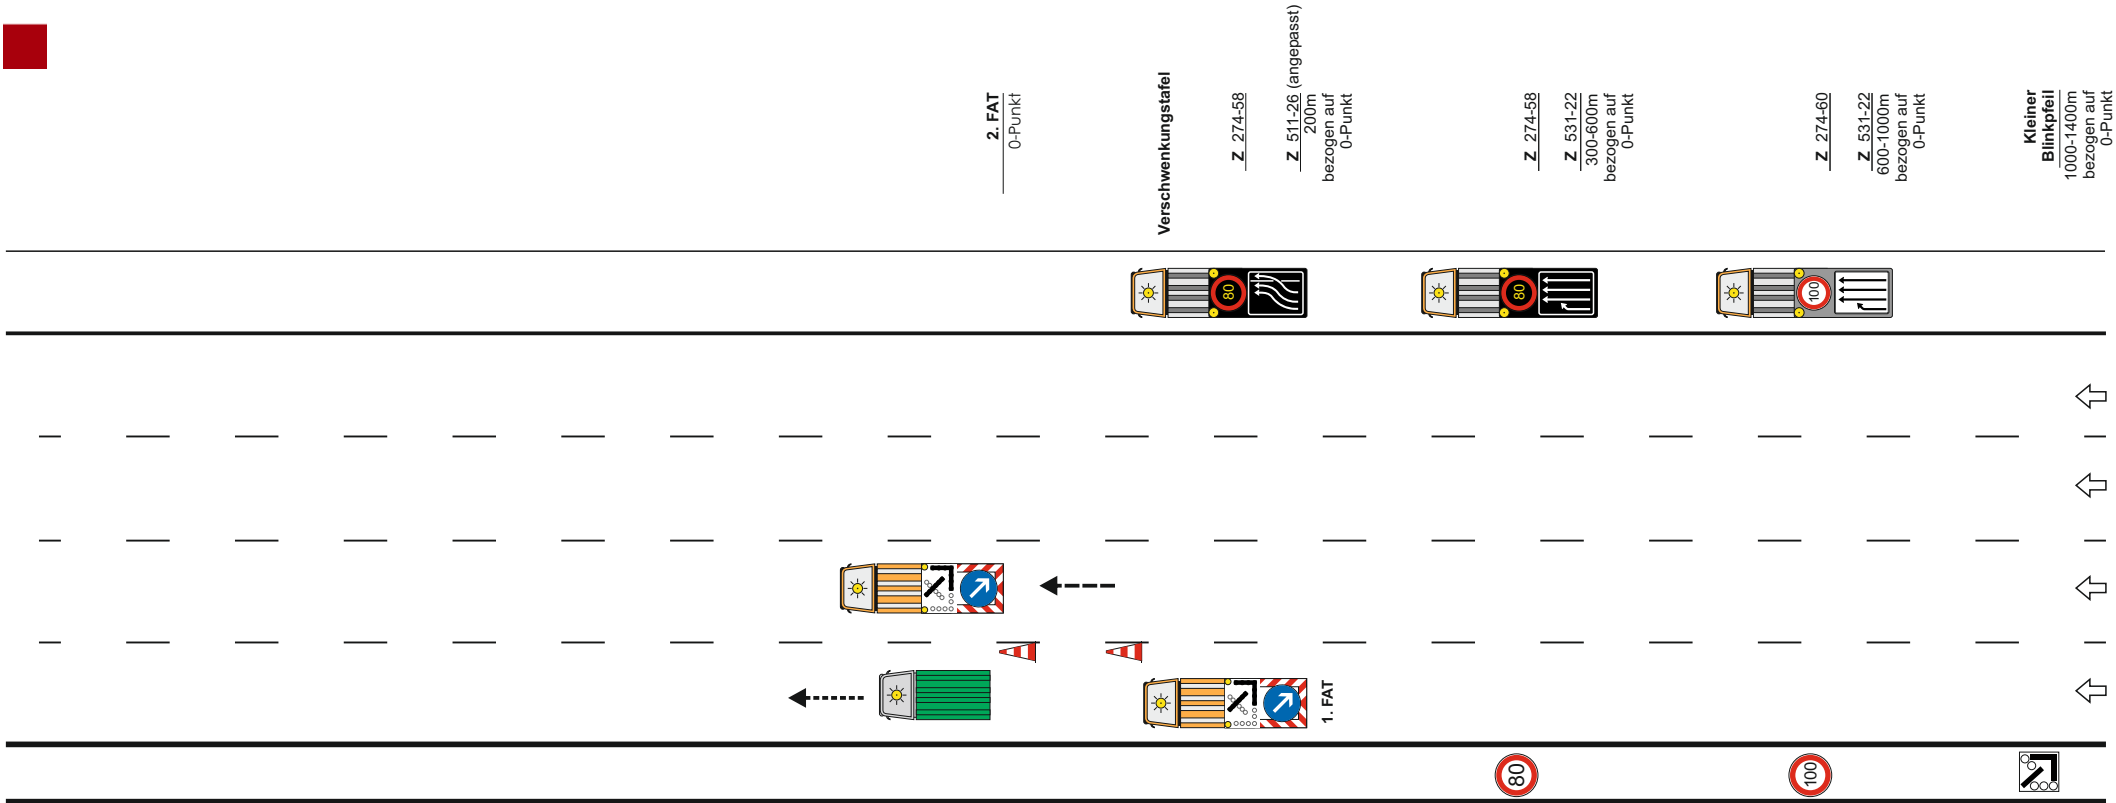 2. FAT
0-Punkt
Verschwenkungstafel
Z 274-58
Z 511-26 (angepasst)
200m
bezogen auf
0-Punkt
Z 274-58
Z 531-22
300-600m
bezogen auf
0-Punkt
Z 274-60
Z 531-22
600-1000m
bezogen auf
0-Punkt
Kleiner
Blinkpfeil
1000-1400m
bezogen auf
0-Punkt
80
80
100
1. FAT
80
100